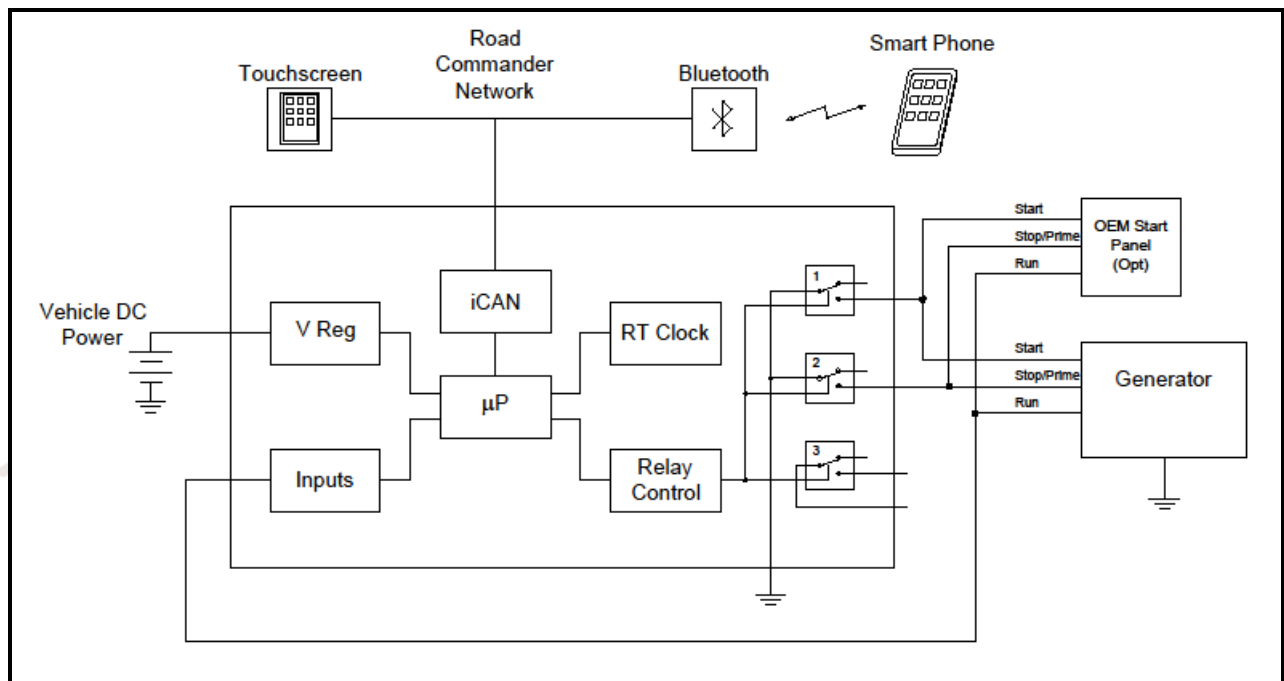 Road
Commander
Network
Smart Phone
Touchscreen
Bluetooth
Start
Stop/Prime
Run
OEM Start
Panel
(Opt)
1
iCAN
Vehicle DC
Power
V Reg
RT Clock
2
Start
Stop/Prime
Run
Generator
µP
3
Inputs
Relay
Control